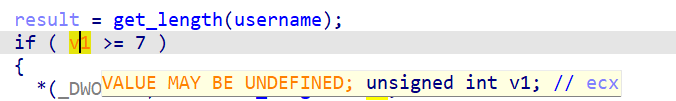 result = get_length(username);
if ( v1 >= 7 )
{
*(_DWO
VALUE MAY BE UNDEFINED; unsigned int v1; // ecx